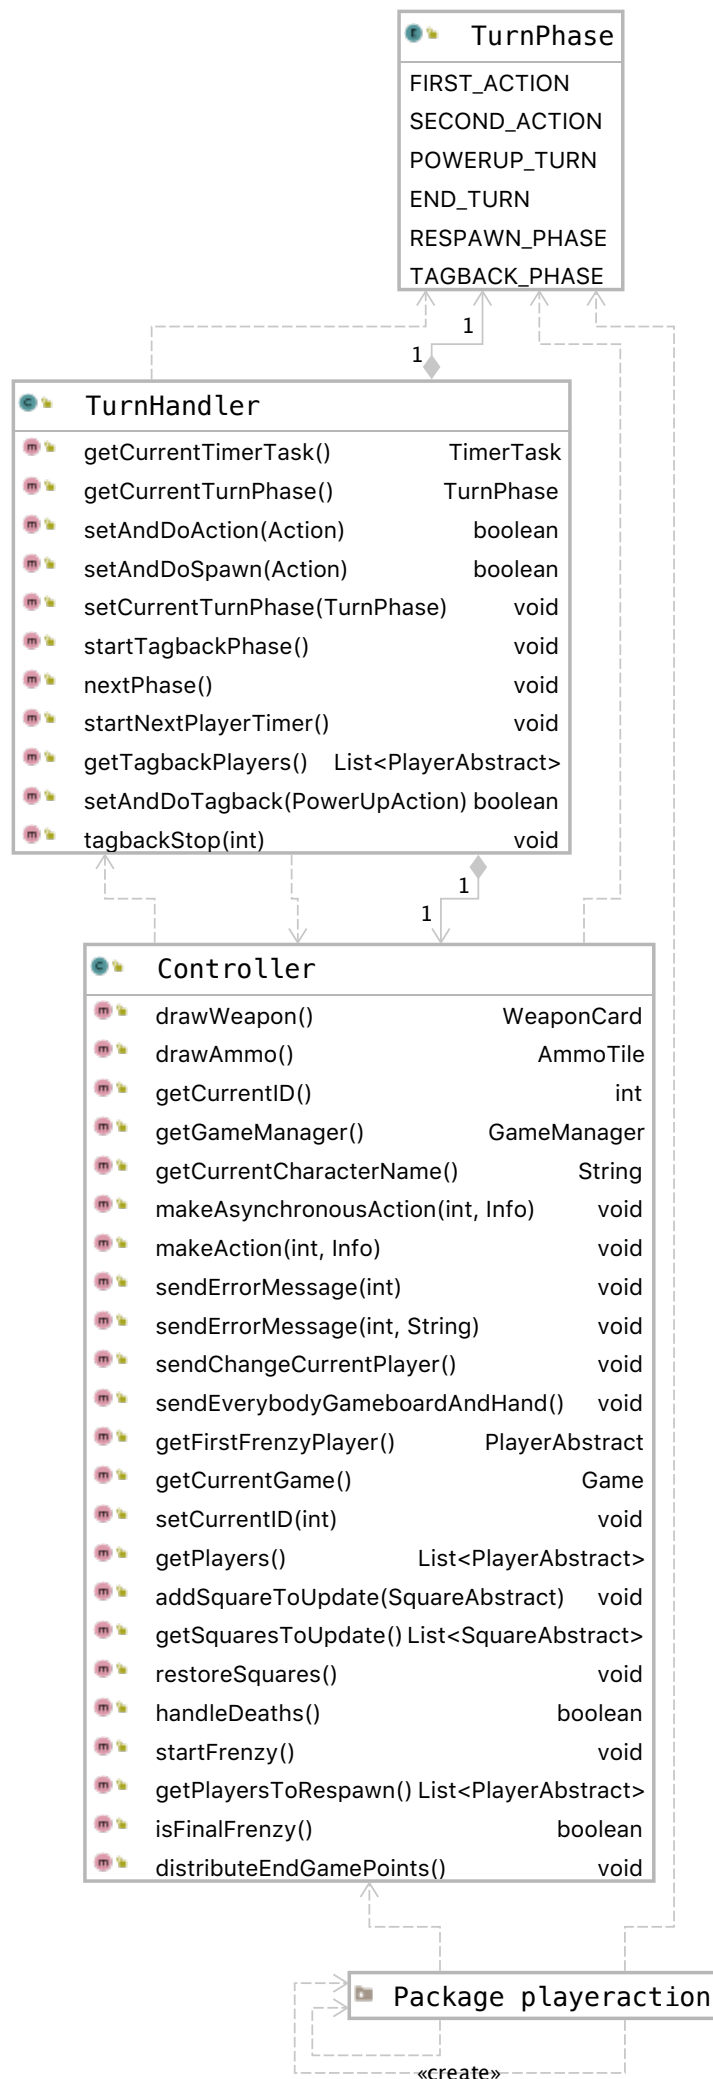 TurnPhase
FIRST_ACTION
SECOND_ACTION
POWERUP_TURN
END_TURN
RESPAWN_PHASE
TAGBACK_PHASE
1
1
TurnHandler
getCurrentTimerTask() TimerTask
getCurrentTurnPhase() TurnPhase
setAndDoAction(Action) boolean
setAndDoSpawn(Action) boolean
setCurrentTurnPhase(TurnPhase) void
startTagbackPhase() void
nextPhase() void
startNextPlayerTimer() void
getTagbackPlayers() List<PlayerAbstract>
setAndDoTagback(PowerUpAction) boolean
tagbackStop(int) void
1
1
Controller
drawWeapon() WeaponCard
drawAmmo() AmmoTile
getCurrentID() int
getGameManager() GameManager
getCurrentCharacterName() String
makeAsynchronousAction(int, Info) void
makeAction(int, Info) void
sendErrorMessage(int) void
sendErrorMessage(int, String) void
sendChangeCurrentPlayer() void
sendEverybodyGameboardAndHand() void
getFirstFrenzyPlayer() PlayerAbstract
getCurrentGame() Game
setCurrentID(int) void
getPlayers() List<PlayerAbstract>
addSquareToUpdate(SquareAbstract) void
getSquaresToUpdate() List<SquareAbstract>
restoreSquares() void
handleDeaths() boolean
startFrenzy() void
getPlayersToRespawn() List<PlayerAbstract>
isFinalFrenzy() boolean
distributeEndGamePoints() void
Package playeraction
«create»